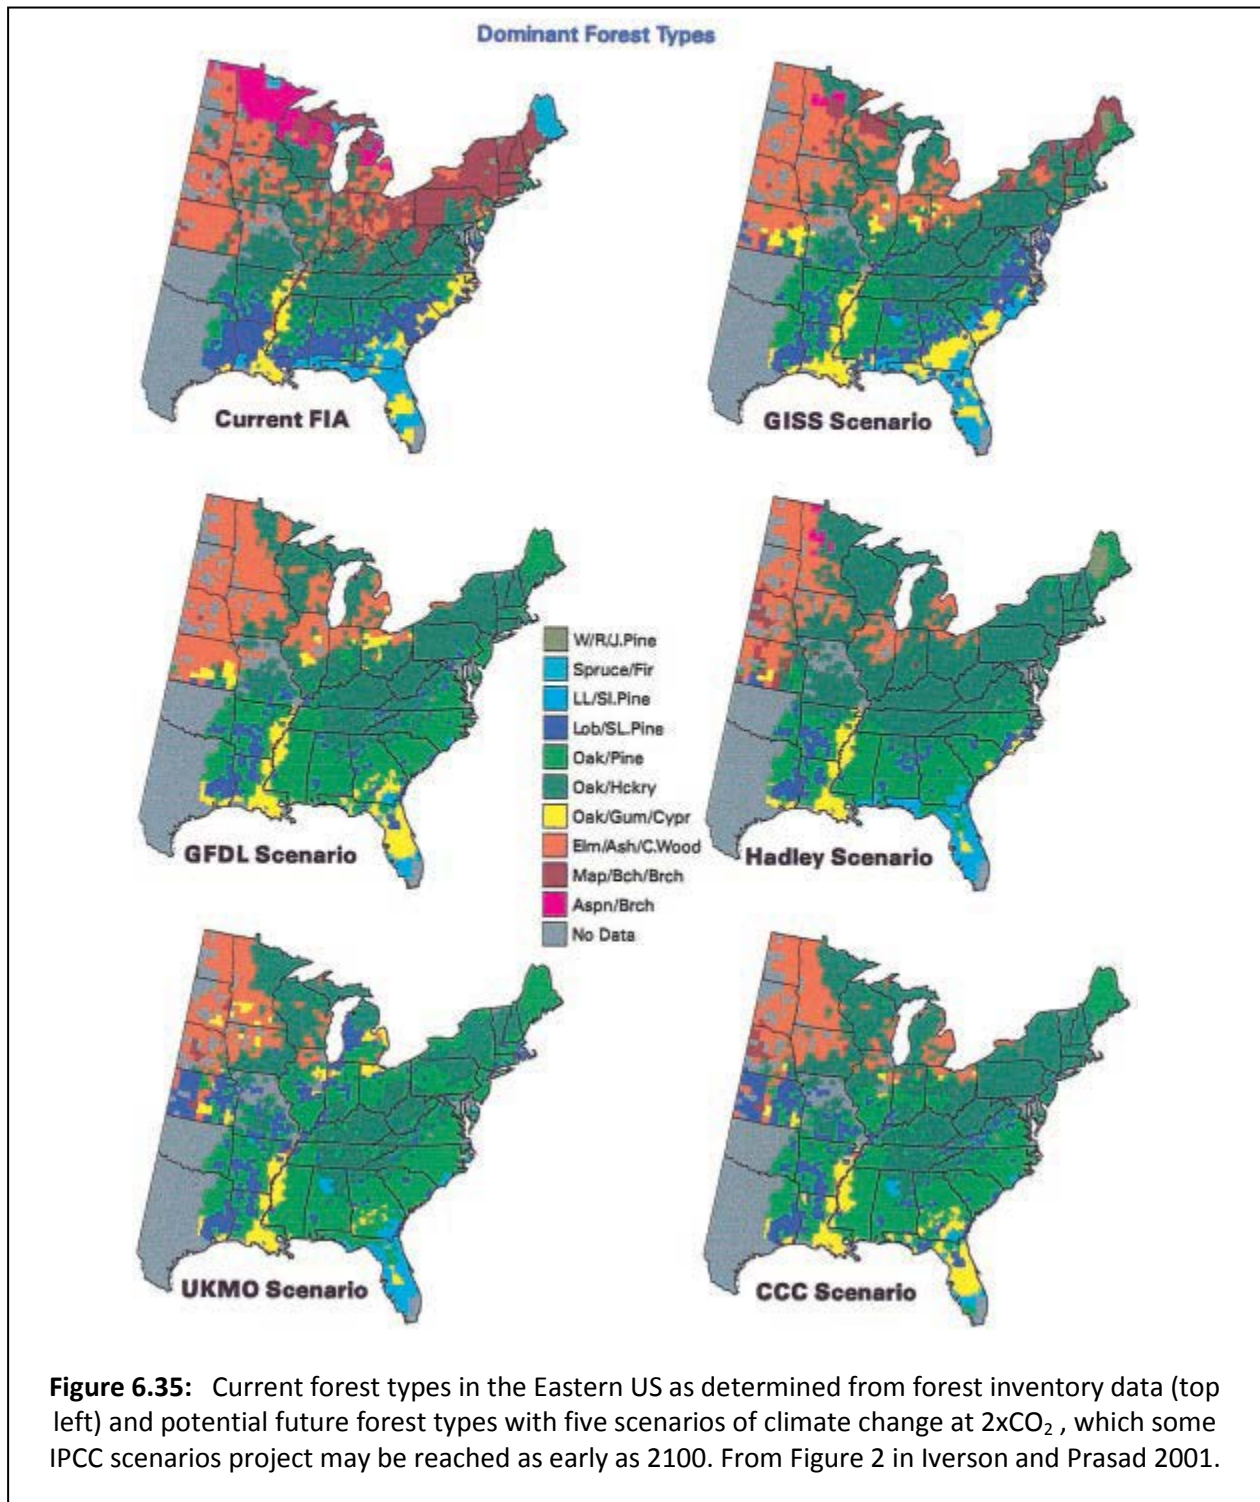 Dominant Forest Types
Current FIA
GISS Scenario
GFDL Scenario
Hadley Scenario
W/R/J.Pine
Spruce/Fir
LL/Sl.Pine
Lob/SL.Pine
Oak/Pine
Oak/Hckry
Oak/Gum/Cypr
Elm/Ash/C.Wood
Map/Bch/Brch
Aspn/Brch
No Data
UKMO Scenario
CCC Scenario
Figure 6.35: Current forest types in the Eastern US as determined from forest inventory data (top
left) and potential future forest types with five scenarios of climate change at 2xCO₂ , which some
IPCC scenarios project may be reached as early as 2100. From Figure 2 in Iverson and Prasad 2001.